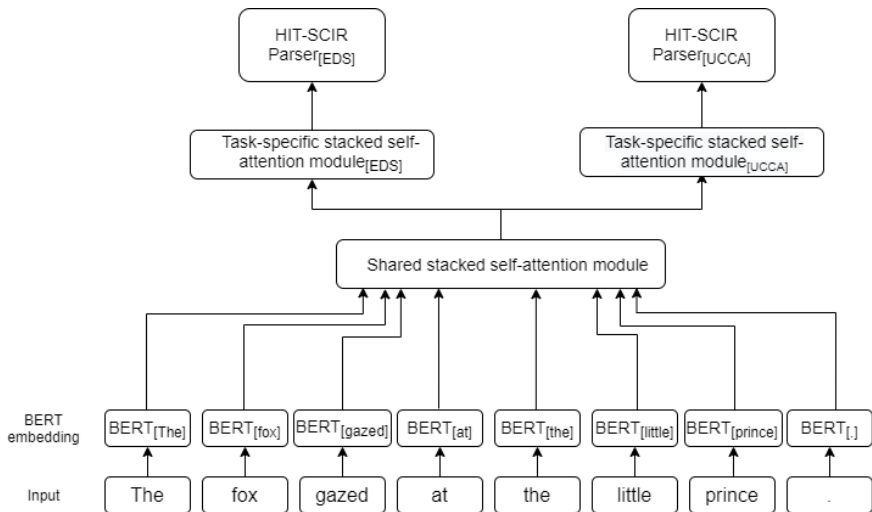 HIT-SCIR
Parser[EDS]
HIT-SCIR
Parser[UCCA]
Task-specific stacked self-
attention module[EDS]
Task-specific stacked self-
attention module[UCCA]
Shared stacked self-attention module
BERT
embedding
BERT[The]
BERT[fox]
BERT[gazed]
BERT[at]
BERT[the]
BERT[little]
BERT[prince]
BERT[.]
Input
The
fox
gazed
at
the
little
prince
.